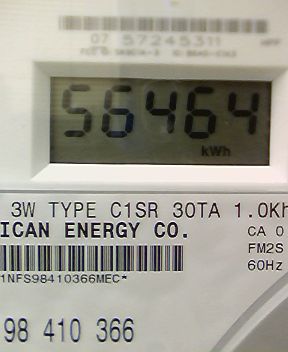 07 57245311
56464
kWh
3W TYPE C1SR 30TA 1.0Kh
ICAN ENERGY CO.
CA 0
FM2S
60Hz
1NFS98410366MEC*
98 410 366